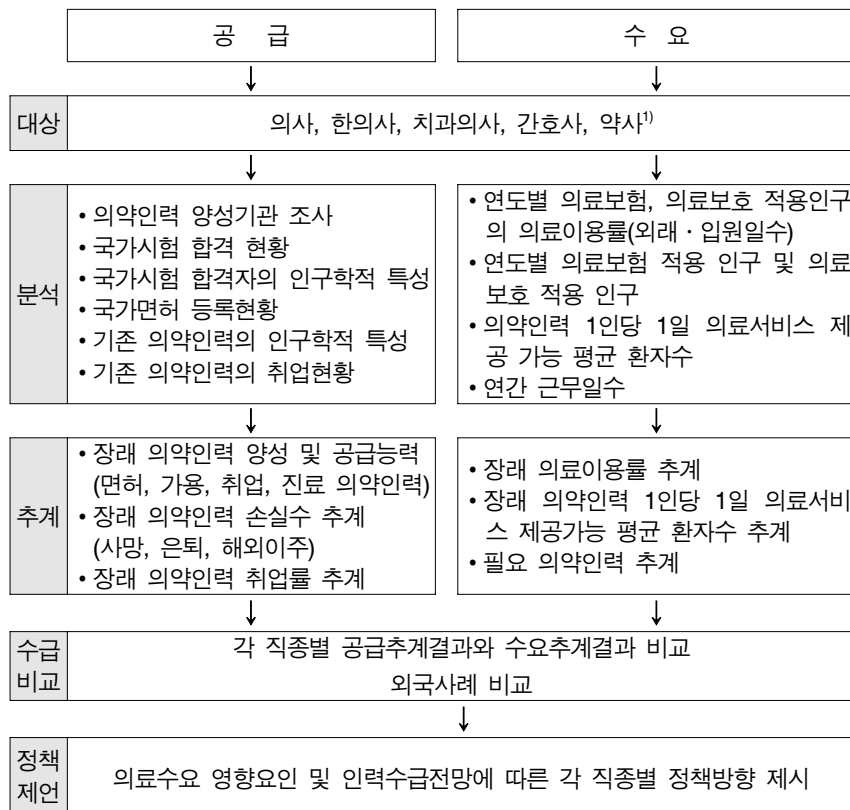 공 급
수 요
대상
의사, 한의사, 치과의사, 간호사, 약사1)
분석
• 의약인력 양성기관 조사
• 국가시험 합격 현황
• 국가시험 합격자의 인구학적 특성
• 국가면허 등록현황
• 기존 의약인력의 인구학적 특성
• 기존 의약인력의 취업현황
• 연도별 의료보험, 의료보호 적용인구
의 의료이용률(외래·입원일수)
• 연도별 의료보험 적용 인구 및 의료
보호 적용 인구
• 의약인력 1인당 1일 의료서비스 제
공 가능 평균 환자수
• 연간 근무일수
추계
• 장래 의약인력 양성 및 공급능력
(면허, 가용, 취업, 진료 의약인력)
• 장래 의약인력 손실수 추계
(사망, 은퇴, 해외이주)
• 장래 의약인력 취업률 추계
• 장래 의료이용률 추계
• 장래 의약인력 1인당 1일 의료서비
스 제공가능 평균 환자수 추계
• 필요 의약인력 추계
수급
비교
각 직종별 공급추계결과와 수요추계결과 비교
외국사례 비교
정책
제언
의료수요 영향요인 및 인력수급전망에 따른 각 직종별 정책방향 제시